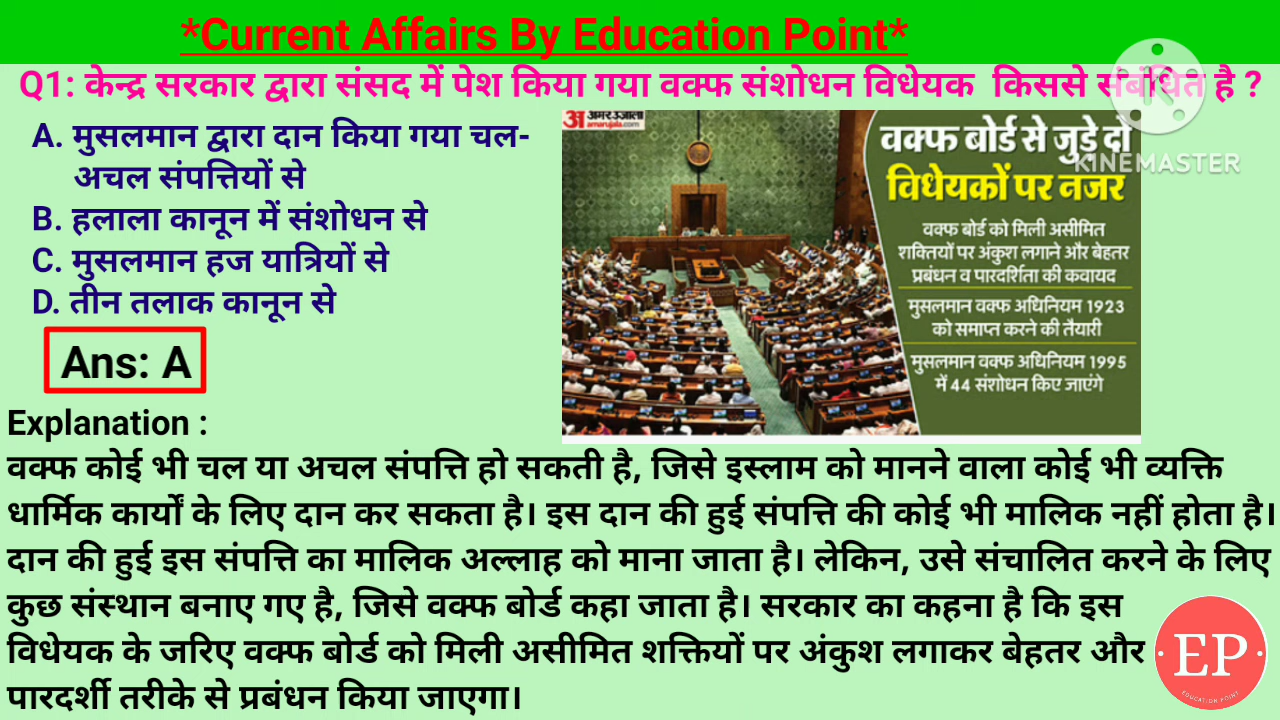 *Current Affairs By Education Point*
Q1: केन्द्र सरकार द्वारा संसद में पेश किया गया वक्फ संशोधन विधेयक किससे संबंधित है ?
A. मुसलमान द्वारा दान किया गया चल-
अचल संपत्तियों से
B. हलाला कानून में संशोधन से
C. मुसलमान हज यात्रियों से
D. तीन तलाक कानून से
Ans: A
अमरउजाला
amarujala.com
वक्फ बोर्ड से जुड़े दो
विधेयकों पर नजर
वक्फ बोर्ड को मिली असीमित
शक्तियों पर अंकुश लगाने और बेहतर
प्रबंधन व पारदर्शिता की कवायद
मुसलमान वक्फ अधिनियम 1923
को समाप्त करने की तैयारी
मुसलमान वक्फ अधिनियम 1995
में 44 संशोधन किए जाएंगे
K
KINEMASTER
Explanation :
वक्फ कोई भी चल या अचल संपत्ति हो सकती है, जिसे इस्लाम को मानने वाला कोई भी व्यक्ति
धार्मिक कार्यों के लिए दान कर सकता है। इस दान की हुई संपत्ति की कोई भी मालिक नहीं होता है।
दान की हुई इस संपत्ति का मालिक अल्लाह को माना जाता है। लेकिन, उसे संचालित करने के लिए
कुछ संस्थान बनाए गए है, जिसे वक्फ बोर्ड कहा जाता है। सरकार का कहना है कि इस
विधेयक के जरिए वक्फ बोर्ड को मिली असीमित शक्तियों पर अंकुश लगाकर बेहतर और
पारदर्शी तरीके से प्रबंधन किया जाएगा।
EP
EDUCATION POINT